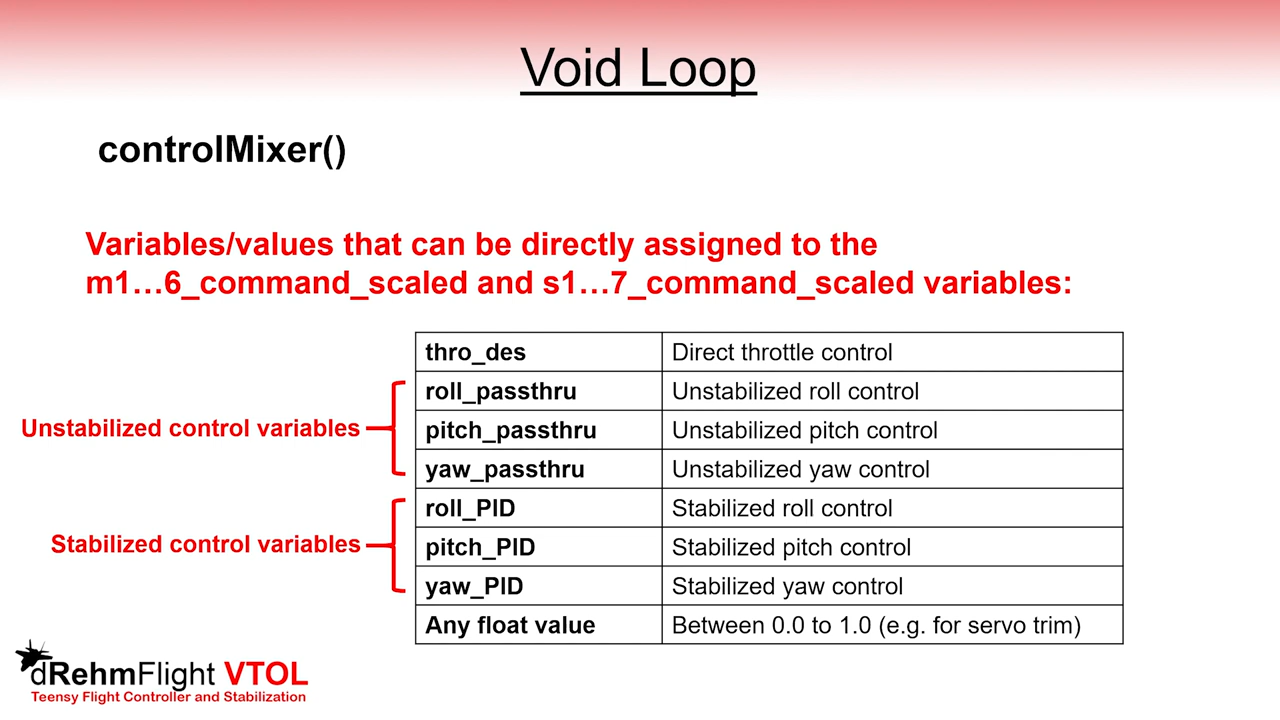 Void Loop
controlMixer()
Variables/values that can be directly assigned to the
m1…6_command_scaled and s1…7_command_scaled variables:
thro_des Direct throttle control
roll_passthru Unstabilized roll control
Unstabilized control variables
pitch_passthru Unstabilized pitch control
yaw_passthru Unstabilized yaw control
roll_PID Stabilized roll control
Stabilized control variables
pitch_PID Stabilized pitch control
yaw_PID Stabilized yaw control
Any float value Between 0.0 to 1.0 (e.g. for servo trim)
dRehmFlight VTOL
Teensy Flight Controller and Stabilization